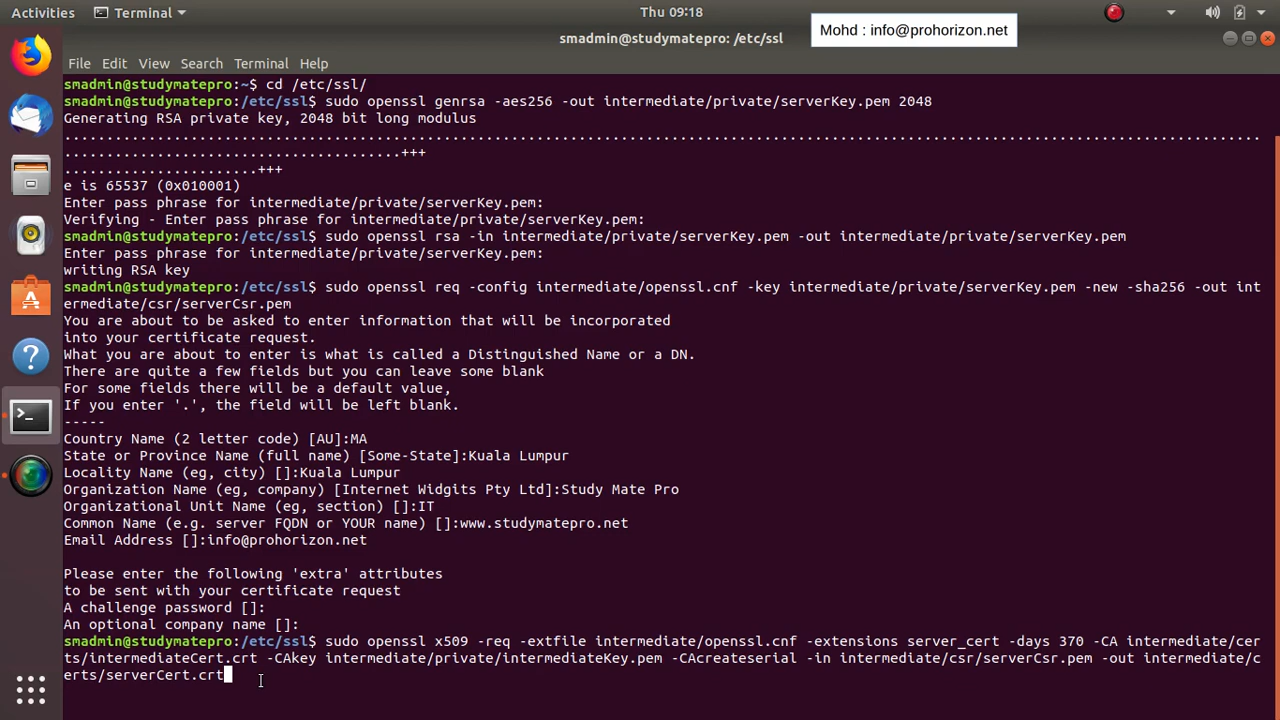 Activities
Terminal
Thu 09:18
Mohd : info@prohorizon.net
smadmin@studymatepro: /etc/ssl
File Edit View Search Terminal Help
smadmin@studymatepro:~$ cd /etc/ssl/
smadmin@studymatepro:/etc/ssl$ sudo openssl genrsa -aes256 -out intermediate/private/serverKey.pem 2048
Generating RSA private key, 2048 bit long modulus
..............................................................................................................................................
........................................+++
.......................+++
e is 65537 (0x010001)
Enter pass phrase for intermediate/private/serverKey.pem:
Verifying - Enter pass phrase for intermediate/private/serverKey.pem:
smadmin@studymatepro:/etc/ssl$ sudo openssl rsa -in intermediate/private/serverKey.pem -out intermediate/private/serverKey.pem
Enter pass phrase for intermediate/private/serverKey.pem:
writing RSA key
smadmin@studymatepro:/etc/ssl$ sudo openssl req -config intermediate/openssl.cnf -key intermediate/private/serverKey.pem -new -sha256 -out int
ermediate/csr/serverCsr.pem
You are about to be asked to enter information that will be incorporated
into your certificate request.
What you are about to enter is what is called a Distinguished Name or a DN.
There are quite a few fields but you can leave some blank
For some fields there will be a default value,
If you enter '.', the field will be left blank.
-----
Country Name (2 letter code) [AU]:MA
State or Province Name (full name) [Some-State]:Kuala Lumpur
Locality Name (eg, city) []:Kuala Lumpur
Organization Name (eg, company) [Internet Widgits Pty Ltd]:Study Mate Pro
Organizational Unit Name (eg, section) []:IT
Common Name (e.g. server FQDN or YOUR name) []:www.studymatepro.net
Email Address []:info@prohorizon.net
Please enter the following 'extra' attributes
to be sent with your certificate request
A challenge password []:
An optional company name []:
smadmin@studymatepro:/etc/ssl$ sudo openssl x509 -req -extfile intermediate/openssl.cnf -extensions server_cert -days 370 -CA intermediate/cer
ts/intermediateCert.crt -CAkey intermediate/private/intermediateKey.pem -CAcreateserial -in intermediate/csr/serverCsr.pem -out intermediate/c
erts/serverCert.crt